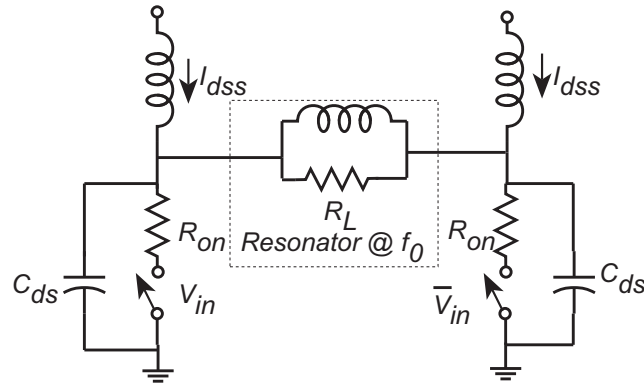 I_dss
I_dss
R_L
Resonator @ f_0
R_on
R_on
C_ds
V_in
V̅_in
C_ds